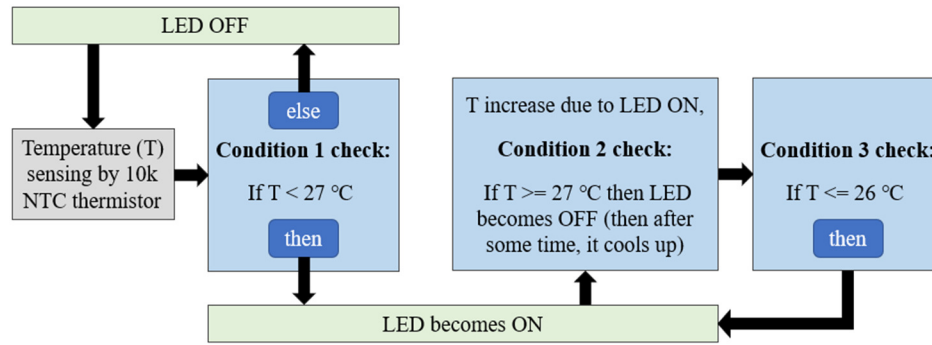 LED OFF
Temperature (T)
sensing by 10k
NTC thermistor
else
Condition 1 check:
If T < 27 ℃
then
T increase due to LED ON,
Condition 2 check:
If T >= 27 ℃ then LED
becomes OFF (then after
some time, it cools up)
Condition 3 check:
If T <= 26 ℃
then
LED becomes ON